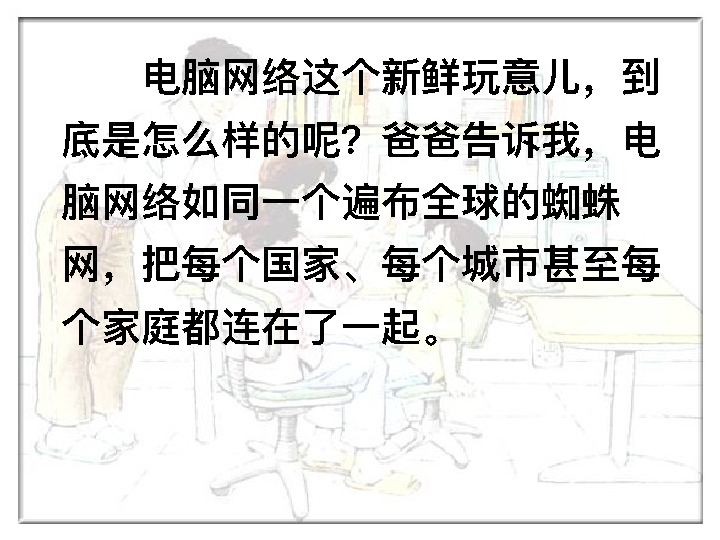 电脑网络这个新鲜玩意儿，到
底是怎么样的呢？爸爸告诉我，电
脑网络如同一个遍布全球的蜘蛛
网，把每个国家、每个城市甚至每
个家庭都连在了一起。